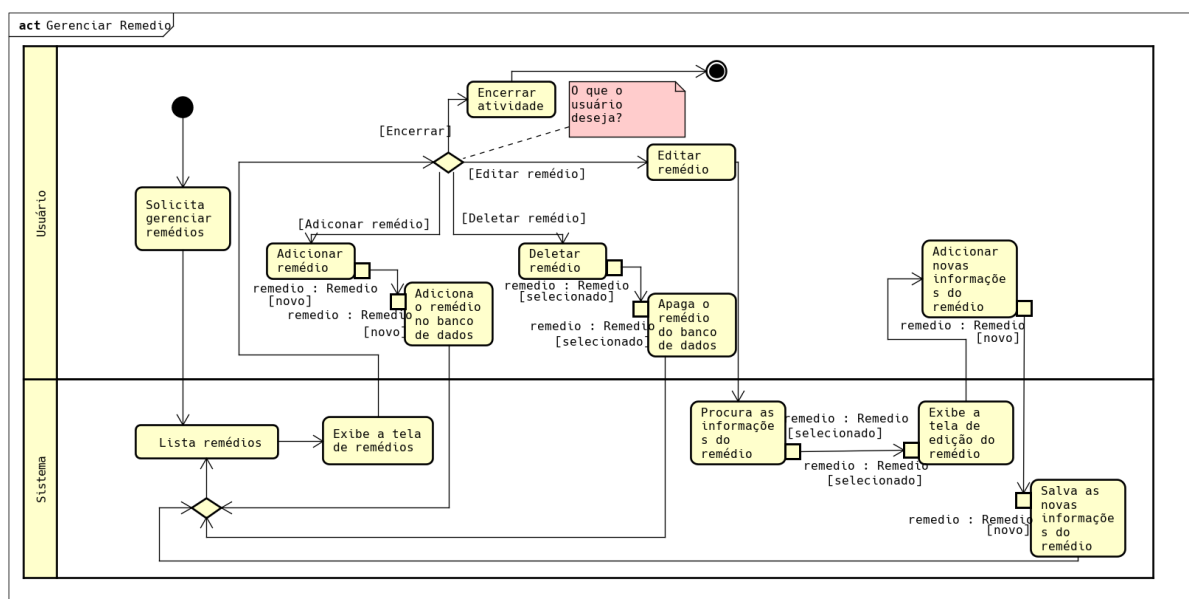 act Gerenciar Remedio
Usuário
Encerrar
atividade
O que o
usuário
deseja?
[Encerrar]
Editar
remédio
[Editar remédio]
Solicita
gerenciar
remédios
[Adiconar remédio]
[Deletar remédio]
Adicionar
remédio
remedio : Remedio
[novo]
remedio : Remedio
[novo]
Adiciona
o remédio
no banco
de dados
Deletar
remédio
remedio : Remedio
[selecionado]
remedio : Remedio
[selecionado]
Apaga o
remédio
do banco
de dados
Adicionar
novas
informaçõe
s do
remédio
remedio : Remedio
[novo]
Sistema
Lista remédios
Exibe a tela
de remédios
Procura as
informaçõe
s do
remédio
remedio : Remedio
[selecionado]
remedio : Remedio
[selecionado]
Exibe a
tela de
edição do
remédio
remedio : Remedio
[novo]
Salva as
novas
informaçõe
s do
remédio